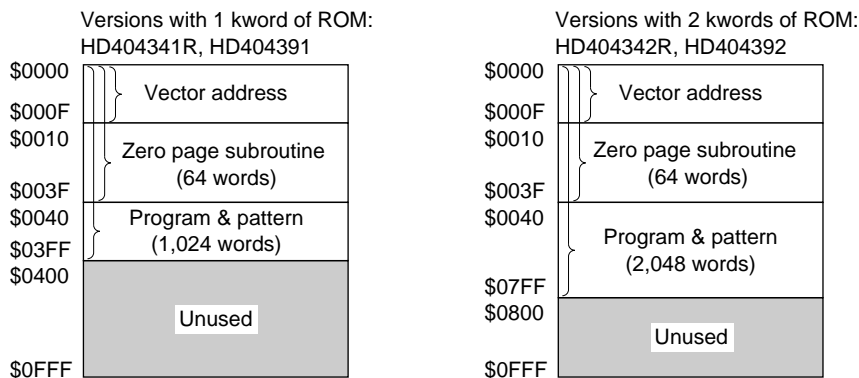 Versions with 1 kword of ROM:
HD404341R, HD404391
$0000
Vector address
$000F
$0010
Zero page subroutine
(64 words)
$003F
$0040
Program & pattern
(1,024 words)
$03FF
$0400
Unused
$0FFF
Versions with 2 kwords of ROM:
HD404342R, HD404392
$0000
Vector address
$000F
$0010
Zero page subroutine
(64 words)
$003F
$0040
Program & pattern
(2,048 words)
$07FF
$0800
Unused
$0FFF